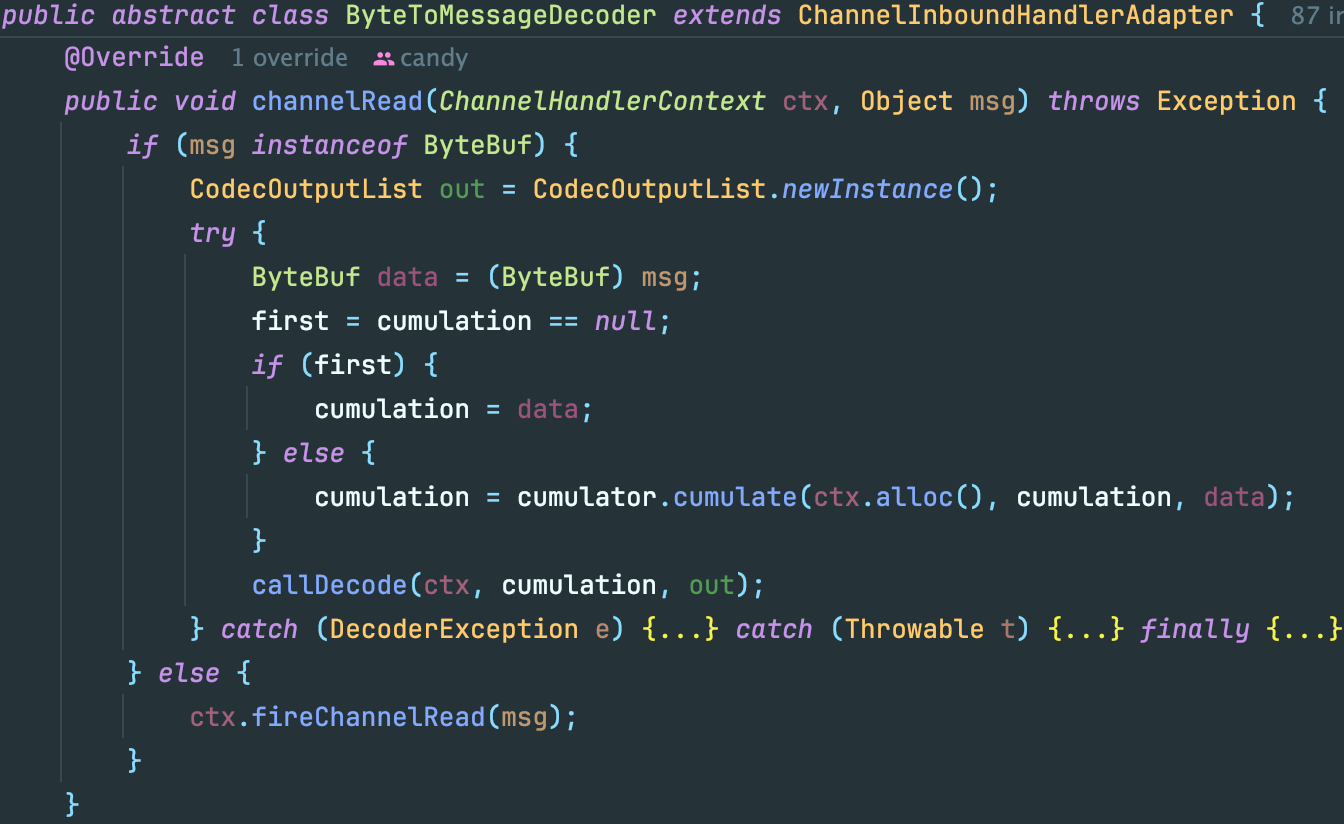 public abstract class ByteToMessageDecoder extends ChannelInboundHandlerAdapter { 87
@Override 1 override candy
public void channelRead(ChannelHandlerContext ctx, Object msg) throws Exception {
if (msg instanceof ByteBuf) {
CodecOutputList out = CodecOutputList.newInstance();
try {
ByteBuf data = (ByteBuf) msg;
first = cumulation == null;
if (first) {
cumulation = data;
} else {
cumulation = cumulator.cumulate(ctx.alloc(), cumulation, data);
}
callDecode(ctx, cumulation, out);
} catch (DecoderException e) {...} catch (Throwable t) {...} finally {...}
} else {
ctx.fireChannelRead(msg);
}
}